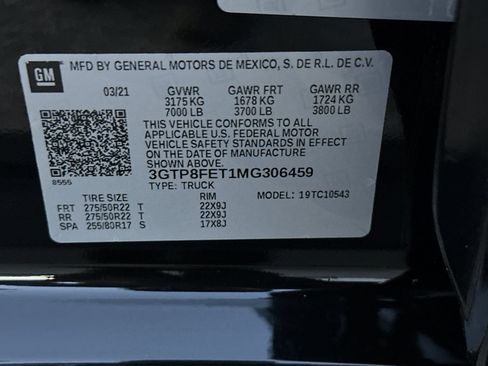 GM
MFD BY GENERAL MOTORS DE MEXICO, S. DE R.L. DE C.V.
03/21 GVWR GAWR FRT GAWR RR
3175 KG 1678 KG 1724 KG
7000 LB 3700 LB 3800 LB
THIS VEHICLE CONFORMS TO ALL
APPLICABLE U.S. FEDERAL MOTOR
VEHICLE SAFETY STANDARDS IN EFFECT
ON THE DATE OF MANUFACTURE SHOWN ABOVE.
3GTP8FET1MG306459
8555 TYPE: TRUCK
TIRE SIZE RIM MODEL: 19TC10543
FRT 275/50R22 T 22X9J
RR 275/50R22 T 22X9J
SPA 255/80R17 S 17X8J